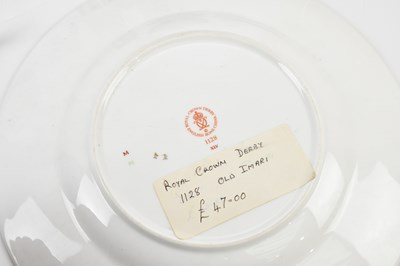 1128
ROYAL CROWN DERBY
1128 OLD IMARI
£47-00